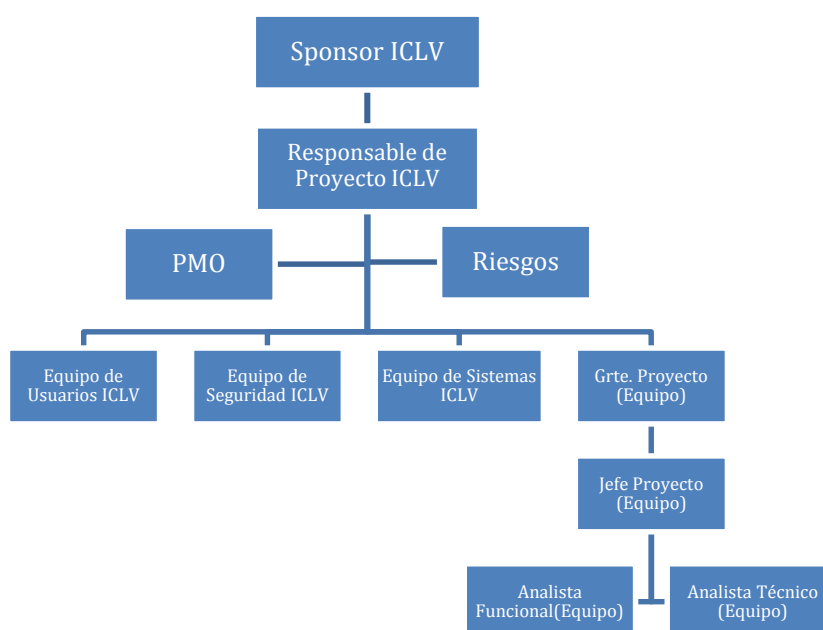 Sponsor ICLV
Responsable de
Proyecto ICLV
PMO
Riesgos
Equipo de
Usuarios ICLV
Equipo de
Seguridad ICLV
Equipo de Sistemas
ICLV
Grte. Proyecto
(Equipo)
Jefe Proyecto
(Equipo)
Analista
Funcional(Equipo)
Analista Técnico
(Equipo)